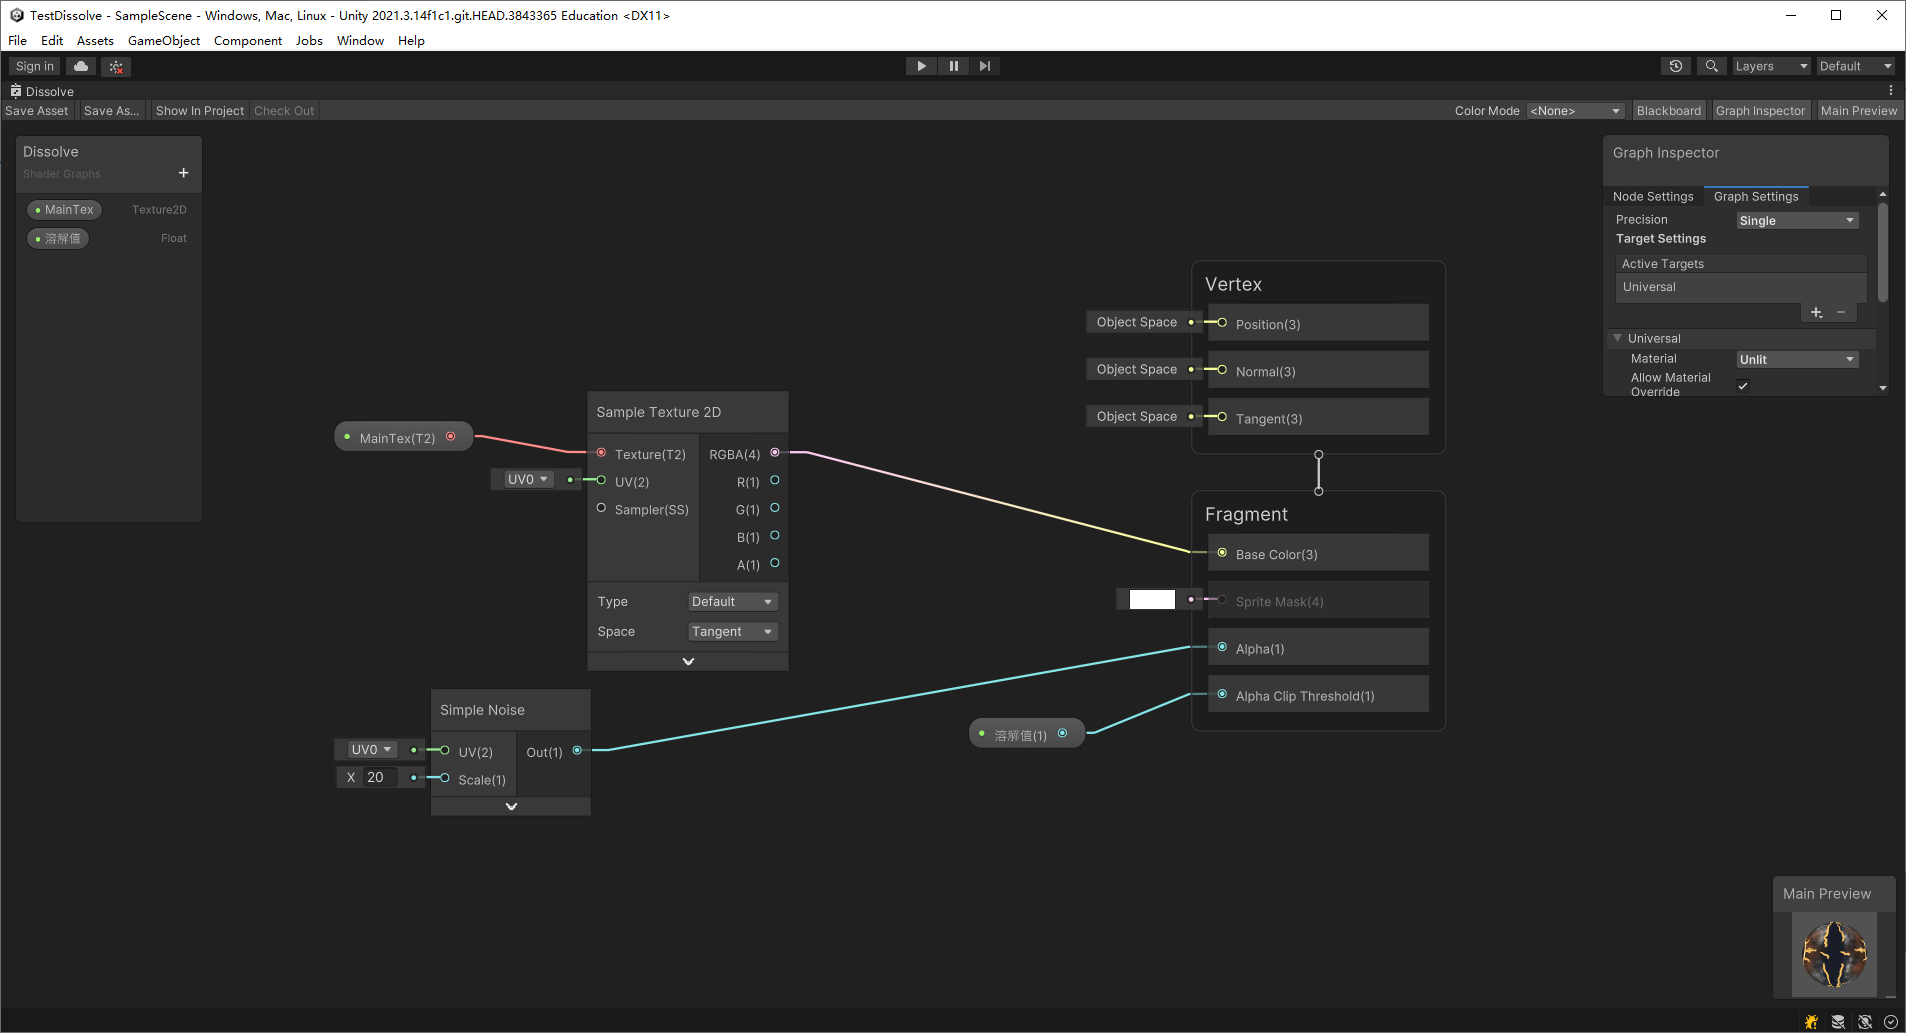 TestDissolve - SampleScene - Windows, Mac, Linux - Unity 2021.3.14f1c1.git.HEAD.3843365 Education <DX11>
File Edit Assets GameObject Component Jobs Window Help
Sign in Layers Default
Dissolve
Save Asset Save As... Show In Project Check Out Color Mode <None> Blackboard Graph Inspector Main Preview
Dissolve
Shader Graphs
+
MainTex Texture2D
溶解值 Float
MainTex(T2)
Sample Texture 2D
Texture(T2) RGBA(4)
UV0 UV(2) R(1)
Sampler(SS) G(1)
B(1)
A(1)
Type Default
Space Tangent
Simple Noise
UV0 UV(2) Out(1)
X 20 Scale(1)
溶解值(1)
Vertex
Object Space Position(3)
Object Space Normal(3)
Object Space Tangent(3)
Fragment
Base Color(3)
Sprite Mask(4)
Alpha(1)
Alpha Clip Threshold(1)
Graph Inspector
Node Settings Graph Settings
Precision Single
Target Settings
Active Targets
Universal
Universal
Material Unlit
Allow Material
Override
Main Preview